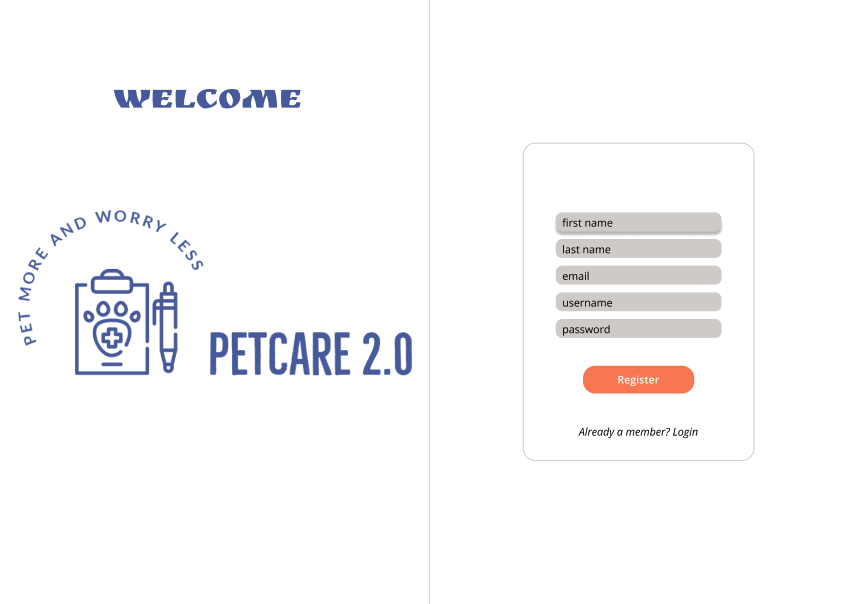 WELCOME
PET MORE AND WORRY LESS
PETCARE 2.0
first name
last name
email
username
password
Register
Already a member? Login